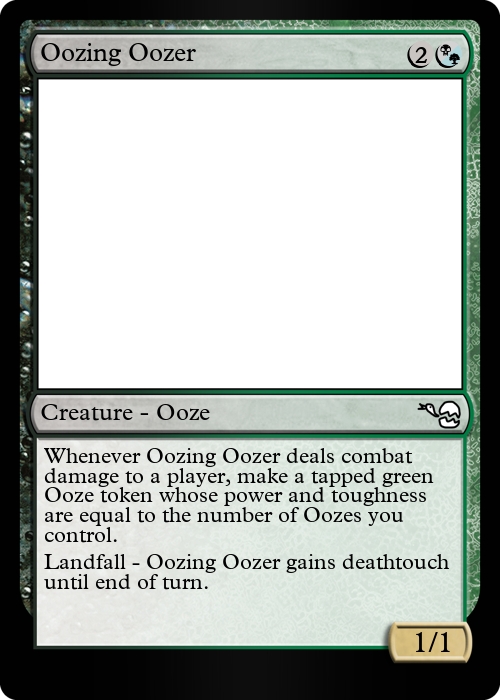 Oozing Oozer
2
Creature - Ooze
Whenever Oozing Oozer deals combat
damage to a player, make a tapped green
Ooze token whose power and toughness
are equal to the number of Oozes you
control.
Landfall - Oozing Oozer gains deathtouch
until end of turn.
1/1